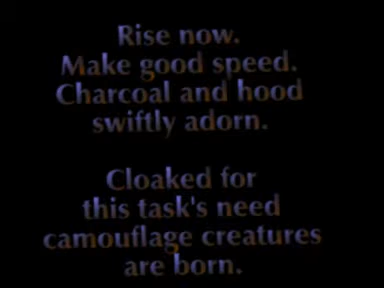 Rise now.
Make good speed.
Charcoal and hood
swiftly adorn.
Cloaked for
this task's need
camouflage creatures
are born.